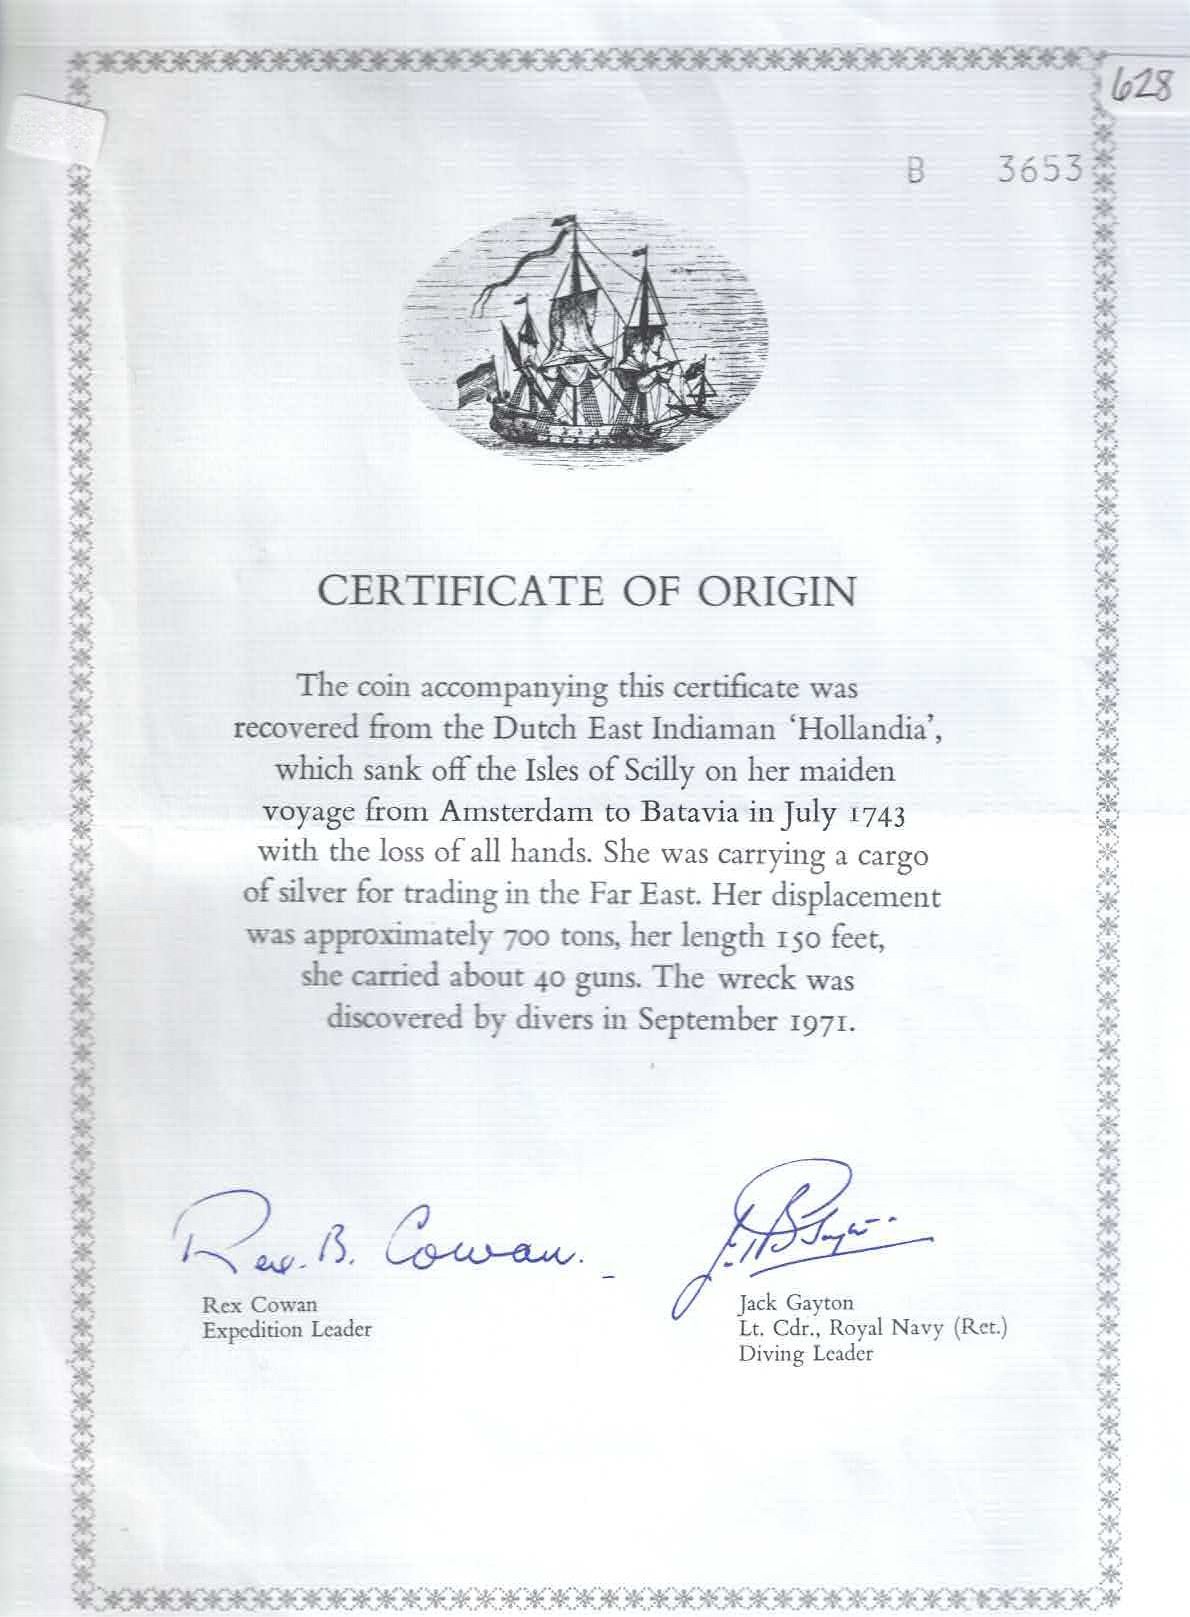 628
B 3653
CERTIFICATE OF ORIGIN
The coin accompanying this certificate was
recovered from the Dutch East Indiaman ‘Hollandia’,
which sank off the Isles of Scilly on her maiden
voyage from Amsterdam to Batavia in July 1743
with the loss of all hands. She was carrying a cargo
of silver for trading in the Far East. Her displacement
was approximately 700 tons, her length 150 feet,
she carried about 40 guns. The wreck was
discovered by divers in September 1971.
Rex. B. Cowan.
Rex Cowan
Expedition Leader
Jack Gayton
Lt. Cdr., Royal Navy (Ret.)
Diving Leader